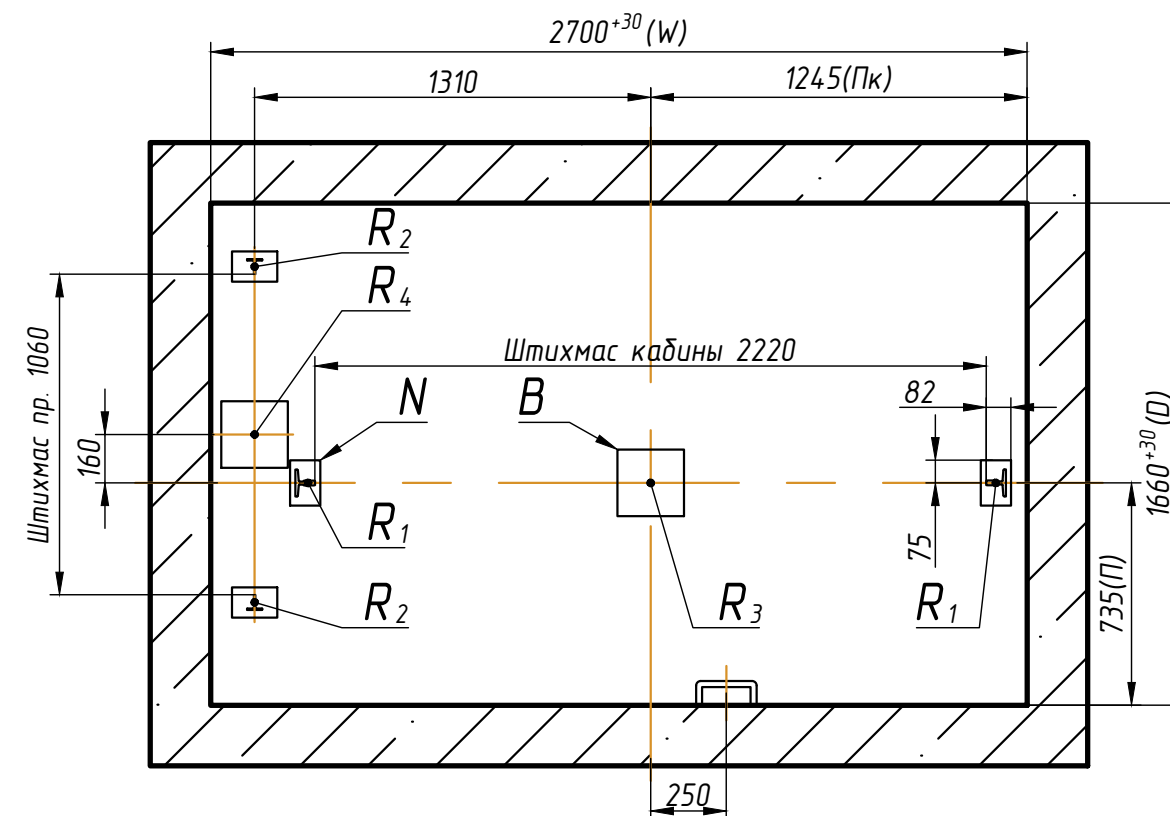 2700+30(W)
1310
1245(Пк)
R2
R4
Штихмас кабины 2220
82
N
B
Штихмас пр. 1060
160
1660+30(D)
R1
75
R2
R3
R1
735(П)
250